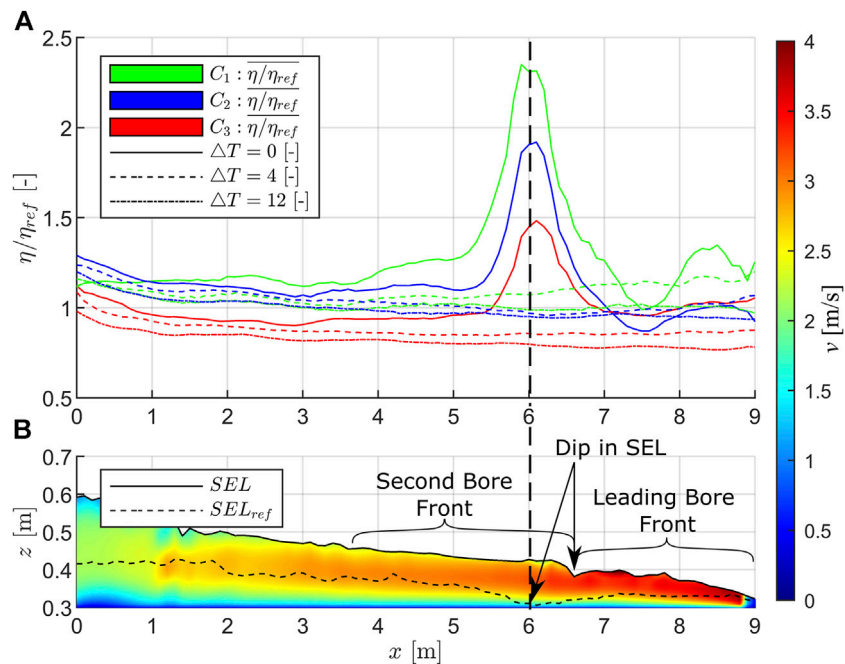 A
η/η_ref [-]
2.5
2
1.5
1
0.5
C₁ : η/η_ref
C₂ : η/η_ref
C₃ : η/η_ref
△T = 0 [-]
△T = 4 [-]
△T = 12 [-]
0 1 2 3 4 5 6 7 8 9
B
z [m]
0.7
0.6
0.5
0.4
0.3
SEL
SEL_ref
Second Bore
Front
Dip in SEL
Leading Bore
Front
0 1 2 3 4 5 6 7 8 9
x [m]
4
3.5
3
2.5
2
1.5
1
0.5
0
v [m/s]